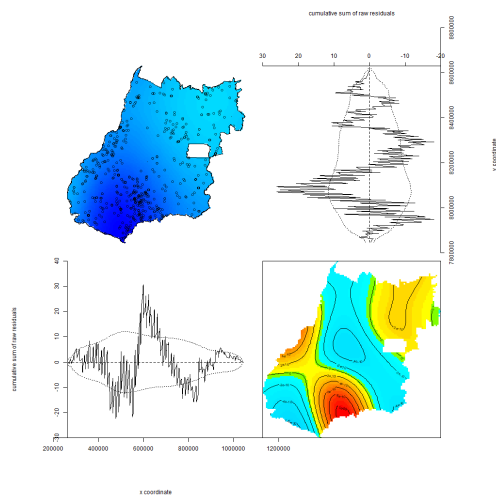 cumulative sum of raw residuals
30 20 10 0 -10 -20
7800000 8000000 8200000 8400000 8600000 8800000
y coordinate
40
30
20
10
0
-10
-20
-30
cumulative sum of raw residuals
200000 400000 600000 800000 1000000 1200000
x coordinate